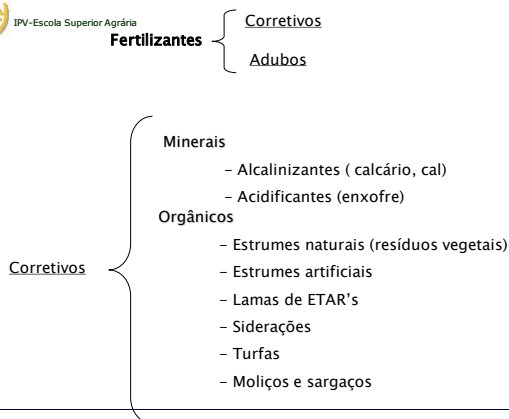 IPV-Escola Superior Agrária
Fertilizantes
Corretivos
Adubos
Corretivos
Minerais
- Alcalinizantes ( calcário, cal)
- Acidificantes (enxofre)
Orgânicos
- Estrumes naturais (resíduos vegetais)
- Estrumes artificiais
- Lamas de ETAR's
- Siderações
- Turfas
- Moliços e sargaços